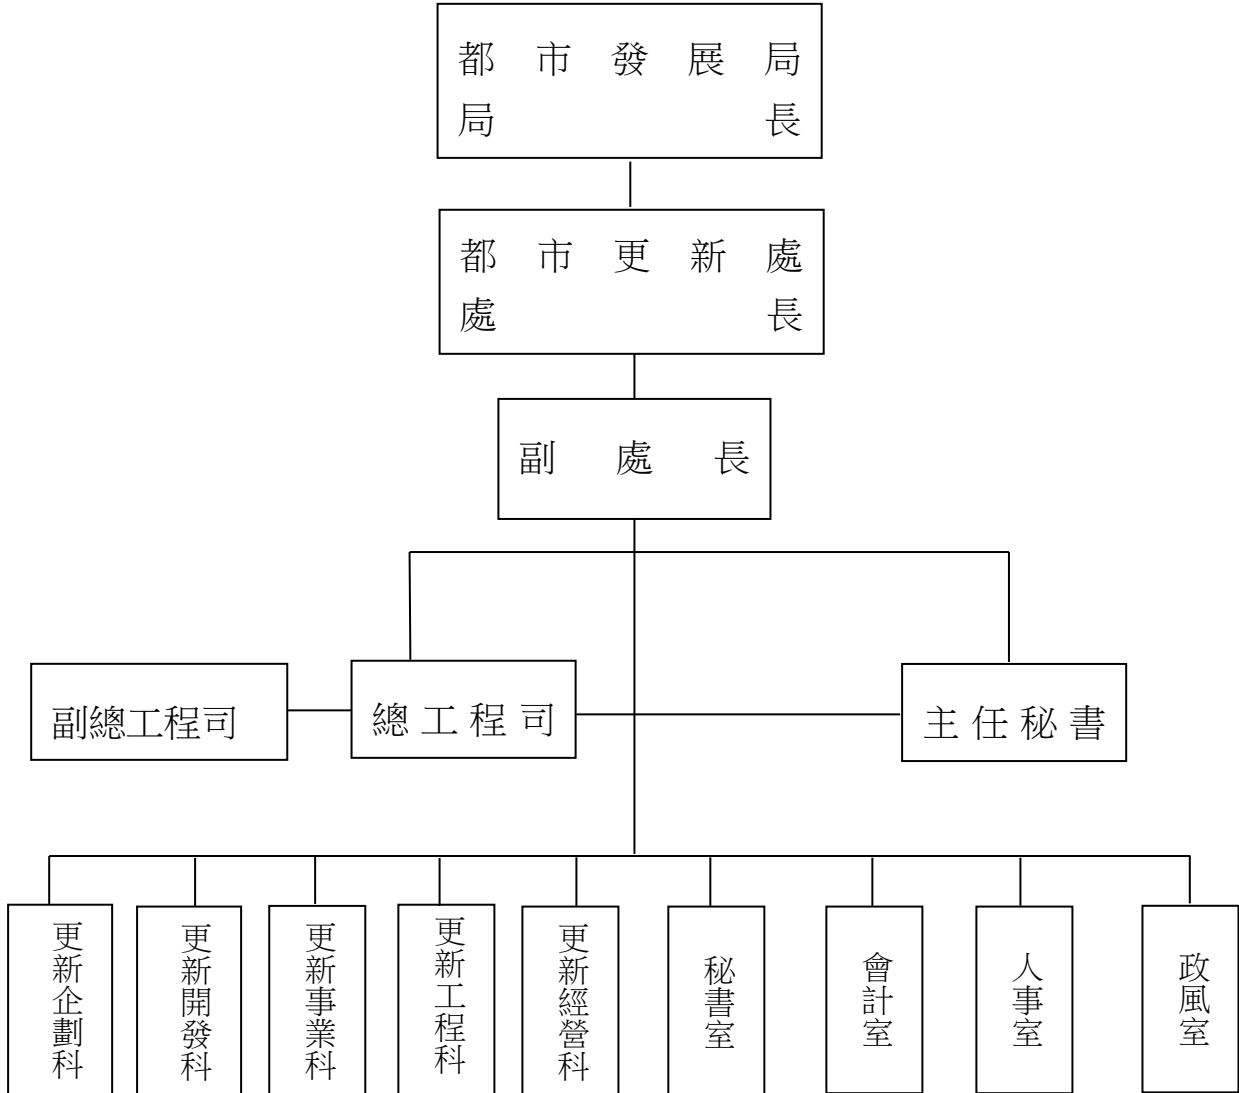 都市發展局
局長
都市更新處
處長
副處長
副總工程司
總工程司
主任秘書
更新企劃科
更新開發科
更新事業科
更新工程科
更新經營科
秘書室
會計室
人事室
政風室